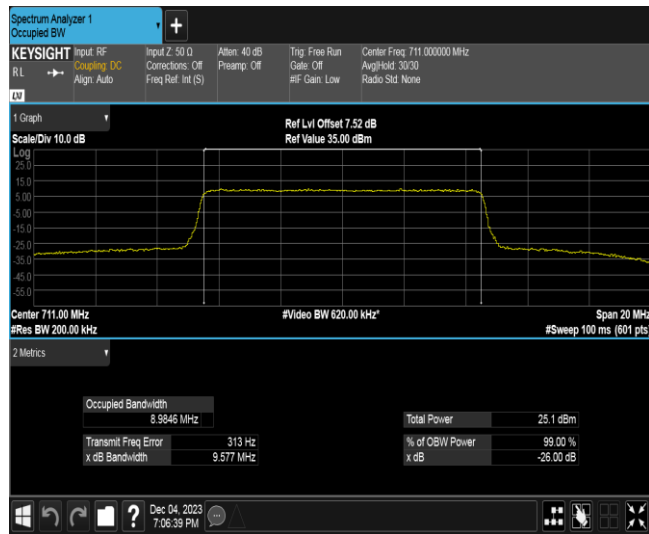 Spectrum Analyzer 1
Occupied BW
+
KEYSIGHT
RL
LXI
Input: RF
Coupling: DC
Align: Auto
Input Z: 50 Ω
Corrections: Off
Freq Ref: Int (S)
Atten: 40 dB
Preamp: Off
Trig: Free Run
Gate: Off
#IF Gain: Low
Center Freq: 711.000000 MHz
Avg|Hold: 30/30
Radio Std: None
1 Graph
Scale/Div 10.0 dB
Ref Lvl Offset 7.52 dB
Ref Value 35.00 dBm
Log
25.0
15.0
5.00
-5.00
-15.0
-25.0
-35.0
-45.0
-55.0
Center 711.00 MHz
#Video BW 620.00 kHz*
Span 20 MHz
#Res BW 200.00 kHz
#Sweep 100 ms (601 pts)
2 Metrics
Occupied Bandwidth
8.9846 MHz
Total Power 25.1 dBm
Transmit Freq Error 313 Hz
% of OBW Power 99.00 %
x dB Bandwidth 9.577 MHz
x dB -26.00 dB
?
Dec 04, 2023
7:06:39 PM